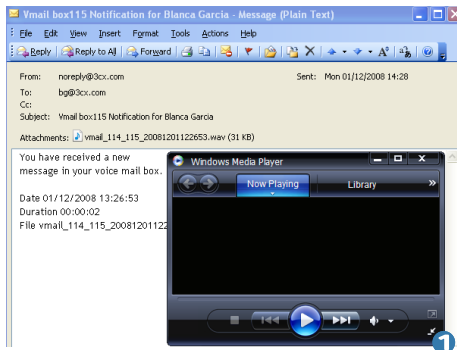 Vmail box115 Notification for Blanca Garcia - Message (Plain Text)
File Edit View Insert Format Tools Actions Help
Reply Reply to All Forward
From: noreply@3cx.com Sent: Mon 01/12/2008 14:28
To: bg@3cx.com
Cc:
Subject: Vmail box115 Notification for Blanca Garcia
Attachments: vmail_114_115_20081201122653.wav (31 KB)
You have received a new
message in your voice mail box.
Windows Media Player
Now Playing Library »
Date 01/12/2008 13:26:53
Duration 00:00:02
File vmail_114_115_20081201122
1